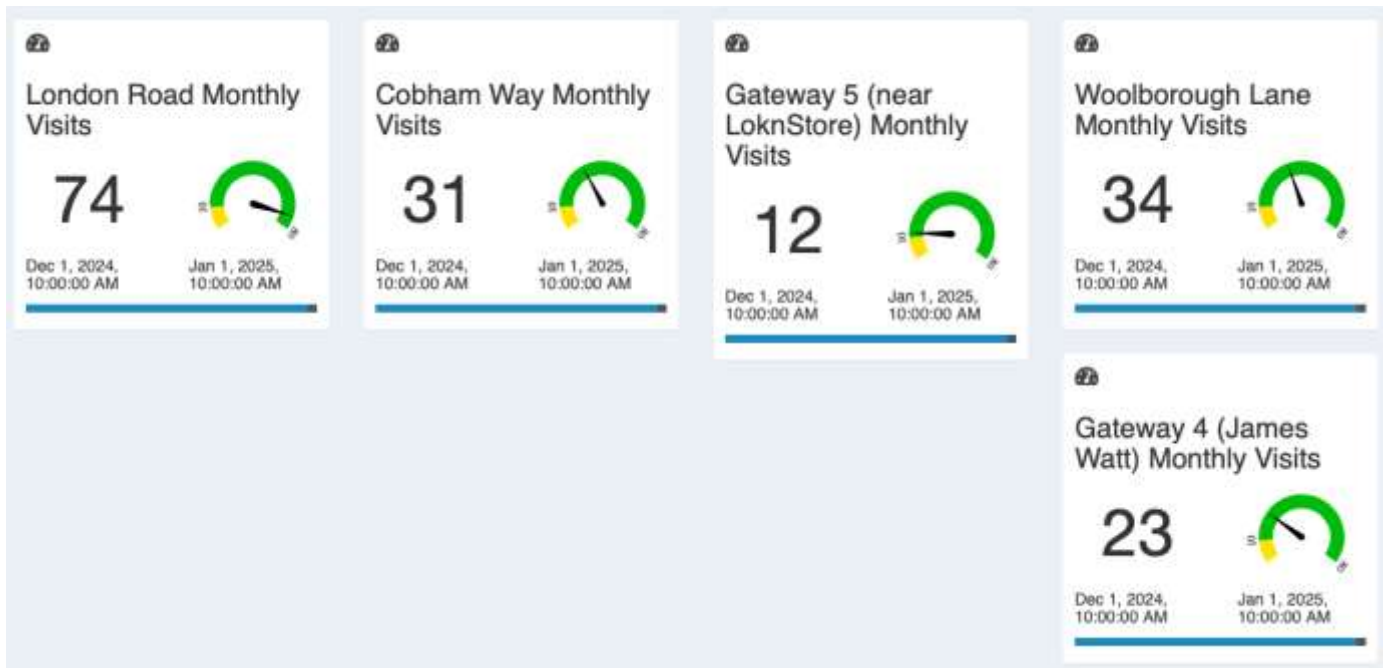 London Road Monthly
Visits
74
10
Dec 1, 2024,
10:00:00 AM
Jan 1, 2025,
10:00:00 AM
Cobham Way Monthly
Visits
31
10
Dec 1, 2024,
10:00:00 AM
Jan 1, 2025,
10:00:00 AM
Gateway 5 (near
LoknStore) Monthly
Visits
12
10
Dec 1, 2024,
10:00:00 AM
Jan 1, 2025,
10:00:00 AM
Woolborough Lane
Monthly Visits
34
10
Dec 1, 2024,
10:00:00 AM
Jan 1, 2025,
10:00:00 AM
Gateway 4 (James
Watt) Monthly Visits
23
10
Dec 1, 2024,
10:00:00 AM
Jan 1, 2025,
10:00:00 AM